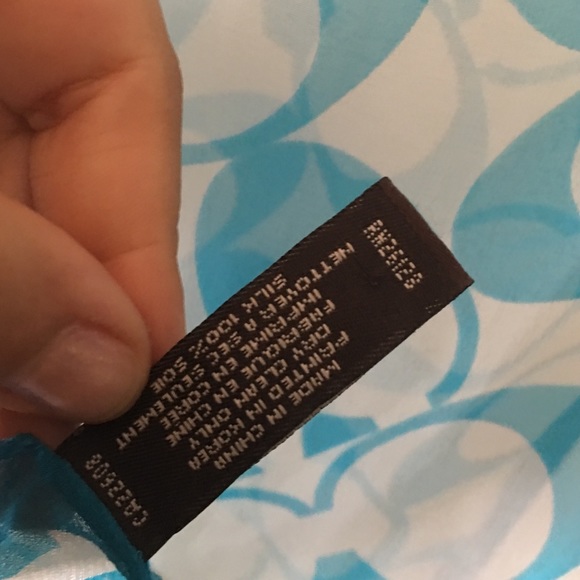 MADE IN CHINA
PRINTED IN KOREA
DRY CLEAN ONLY
FABRIQUE EN CHINE
IMPRIME EN COREE
NETTOYER A SEC SEULEMENT
SILK 100% SOIE